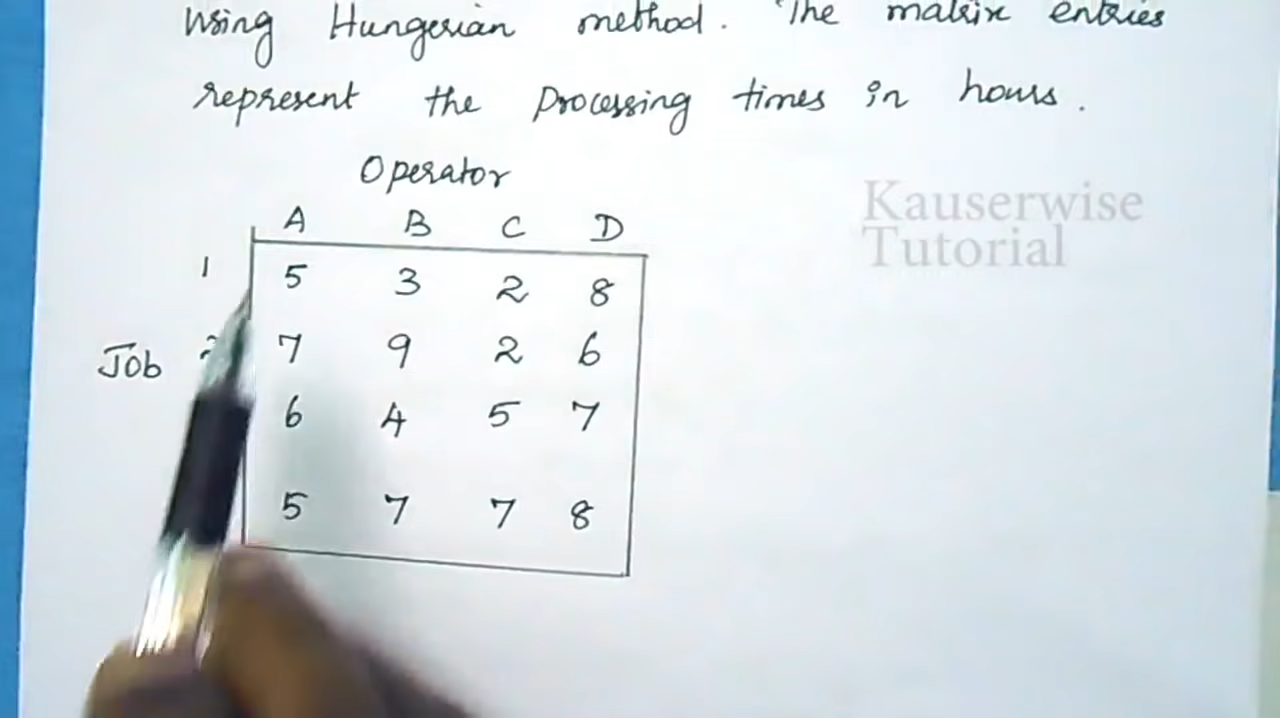 using Hungerian method. The matrix entries
represent the Processing times in hours.
Operator
Kauserwise
Tutorial
A B C D
1 5 3 2 8
Job 2 7 9 2 6
6 4 5 7
5 7 7 8